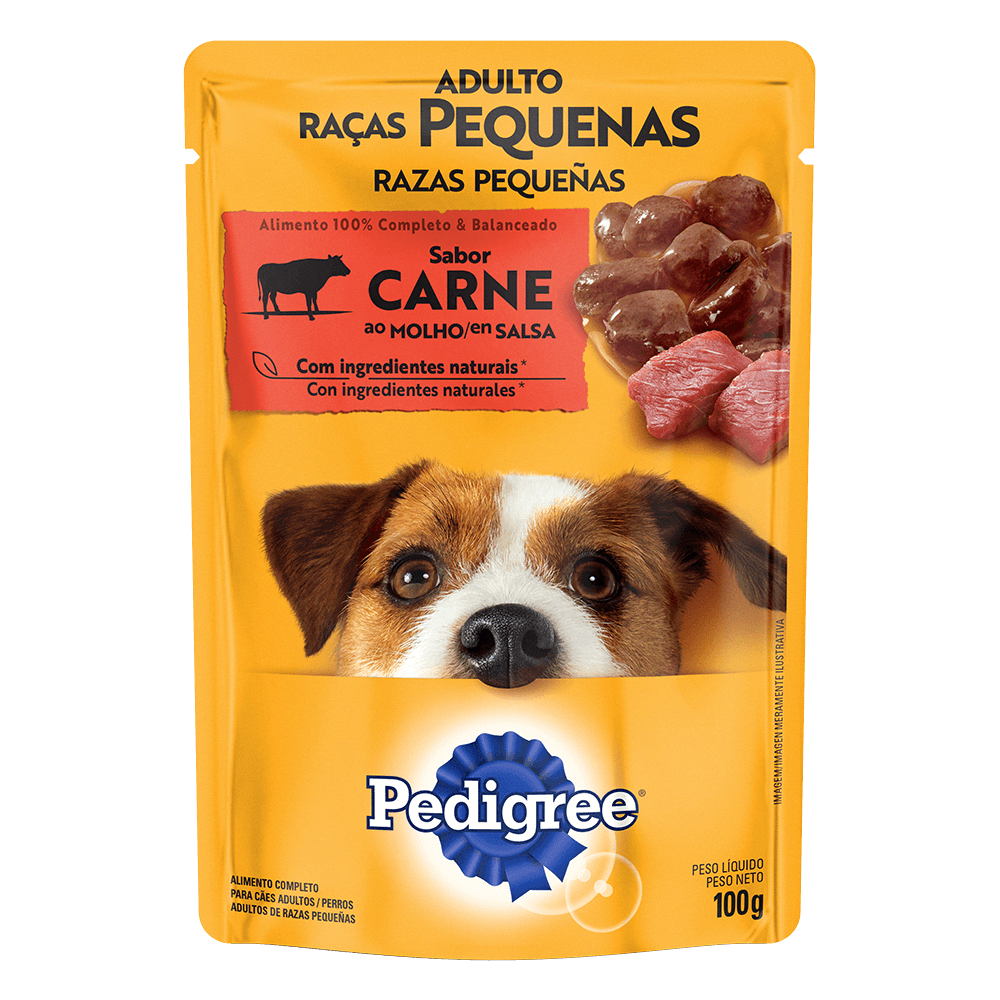 ADULTO
RAÇAS PEQUENAS
RAZAS PEQUEÑAS
Alimento 100% Completo & Balanceado
Sabor
CARNE
ao MOLHO/en SALSA
Com ingredientes naturais*
Con ingredientes naturales*
IMAGEM/IMAGEN MERAMENTE ILUSTRATIVA
Pedigree®
ALIMENTO COMPLETO
PARA CÃES ADULTOS / PERROS
ADULTOS DE RAZAS PEQUEÑAS
PESO LÍQUIDO
PESO NETO
100g